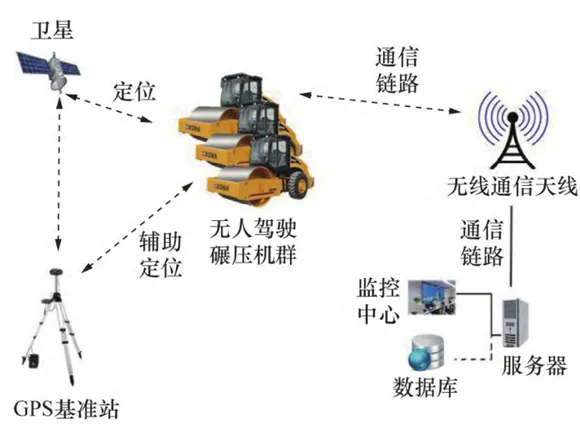 卫星
定位
通信
链路
无线通信天线
无人驾驶
碾压机群
辅助
定位
通信
链路
监控
中心
服务器
数据库
GPS基准站